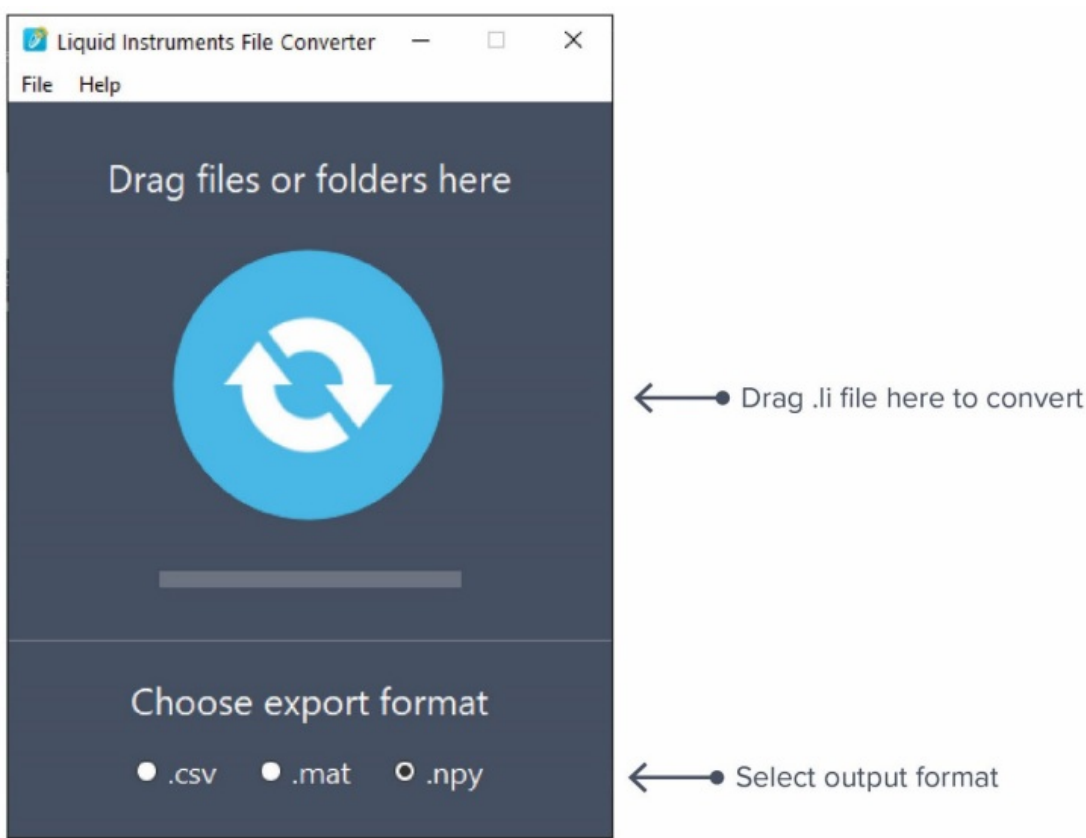 Liquid Instruments File Converter
File Help
Drag files or folders here
Drag .li file here to convert
Choose export format
.csv .mat .npy
Select output format